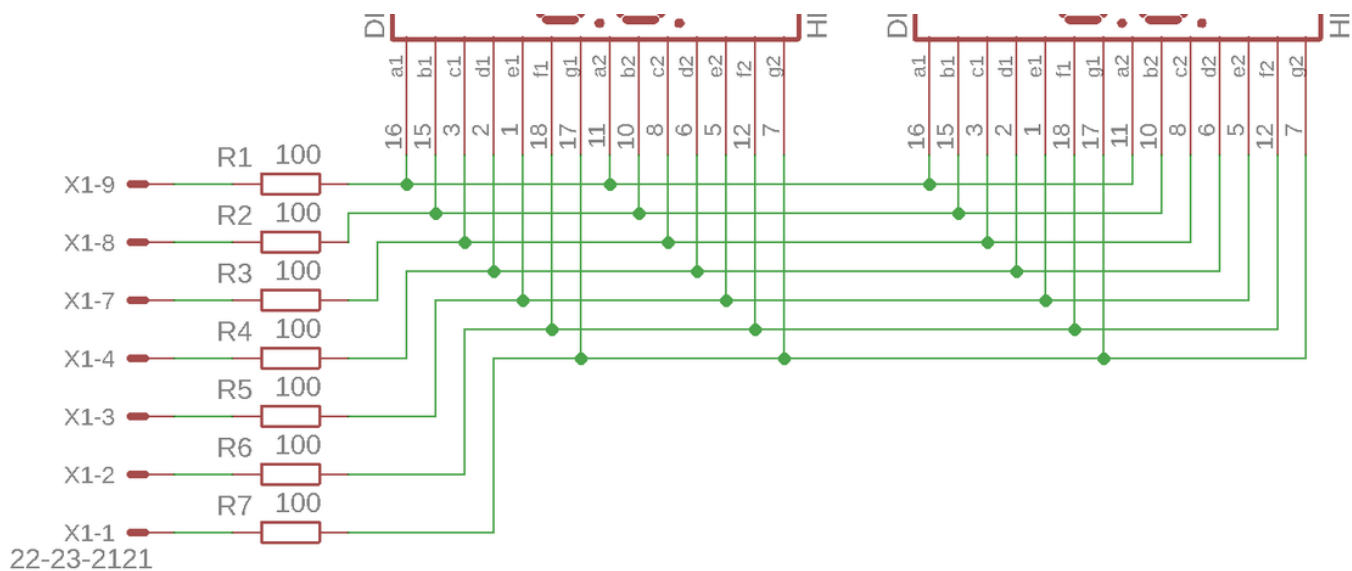 DI
HI
DI
HI
a1 b1 c1 d1 e1 f1 g1 a2 b2 c2 d2 e2 f2 g2
a1 b1 c1 d1 e1 f1 g1 a2 b2 c2 d2 e2 f2 g2
16 15 3 2 1 18 17 11 10 8 6 5 12 7
16 15 3 2 1 18 17 11 10 8 6 5 12 7
R1 100
X1-9
R2 100
X1-8
R3 100
X1-7
R4 100
X1-4
R5 100
X1-3
R6 100
X1-2
R7 100
X1-1
22-23-2121